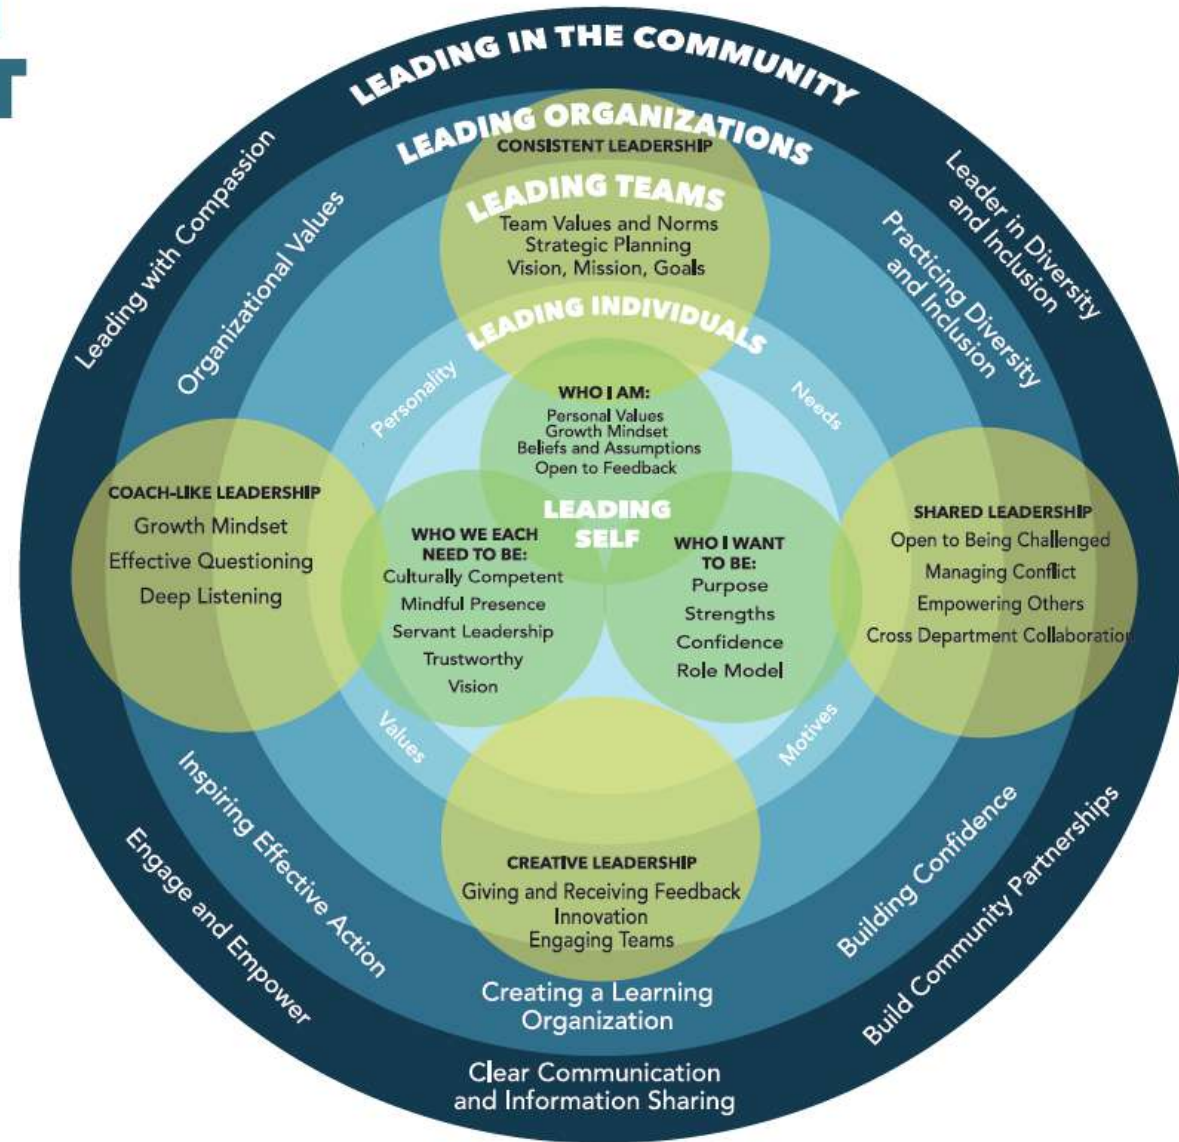 T
LEADING IN THE COMMUNITY
LEADING ORGANIZATIONS
CONSISTENT LEADERSHIP
LEADING TEAMS
Team Values and Norms
Strategic Planning
Vision, Mission, Goals
LEADING INDIVIDUALS
Leading with Compassion
Organizational Values
Personality
Needs
Practicing Diversity
and Inclusion
Leader in Diversity
and Inclusion
WHO I AM:
Personal Values
Growth Mindset
Beliefs and Assumptions
Open to Feedback
LEADING
SELF
COACH-LIKE LEADERSHIP
Growth Mindset
Effective Questioning
Deep Listening
WHO WE EACH
NEED TO BE:
Culturally Competent
Mindful Presence
Servant Leadership
Trustworthy
Vision
WHO I WANT
TO BE:
Purpose
Strengths
Confidence
Role Model
SHARED LEADERSHIP
Open to Being Challenged
Managing Conflict
Empowering Others
Cross Department Collaboration
Values
Motives
CREATIVE LEADERSHIP
Giving and Receiving Feedback
Innovation
Engaging Teams
Inspiring Effective Action
Building Confidence
Engage and Empower
Build Community Partnerships
Creating a Learning
Organization
Clear Communication
and Information Sharing